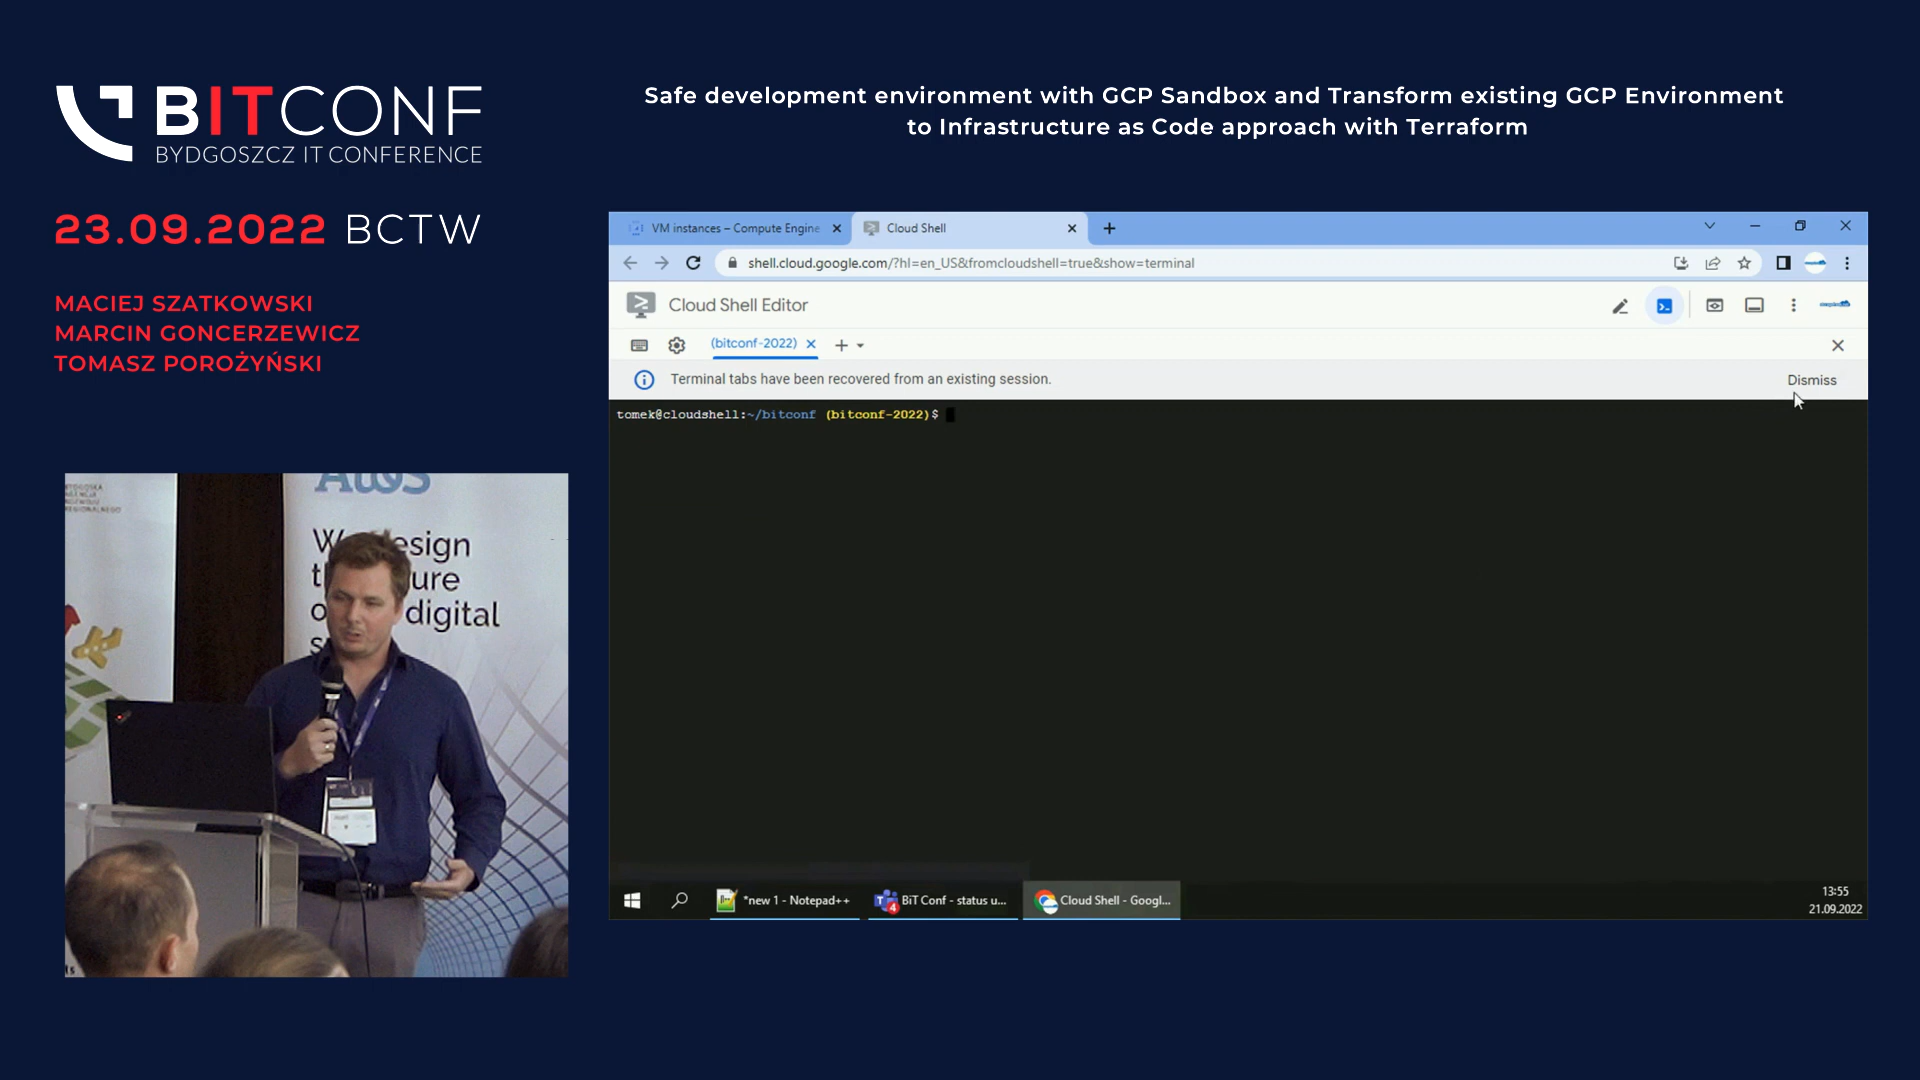 BITCONF
BYDGOSZCZ IT CONFERENCE
23.09.2022 BCTW
MACIEJ SZATKOWSKI
MARCIN GONCERZEWICZ
TOMASZ POROŻYŃSKI
Safe development environment with GCP Sandbox and Transform existing GCP Environment
to Infrastructure as Code approach with Terraform
VM instances – Compute Engine
Cloud Shell
shell.cloud.google.com/?hl=en_US&fromcloudshell=true&show=terminal
Cloud Shell Editor
(bitconf-2022)
Terminal tabs have been recovered from an existing session.
Dismiss
tomek@cloudshell:~/bitconf (bitconf-2022)$
*new 1 - Notepad++
4
BiT Conf - status u...
Cloud Shell - Googl...
13:55
21.09.2022
REGIONALNEGO
esign
ure
digital